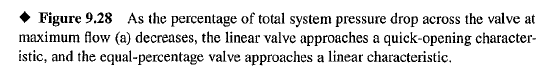 ◆ Figure 9.28 As the percentage of total system pressure drop across the valve at
maximum flow (a) decreases, the linear valve approaches a quick-opening character-
istic, and the equal-percentage valve approaches a linear characteristic.